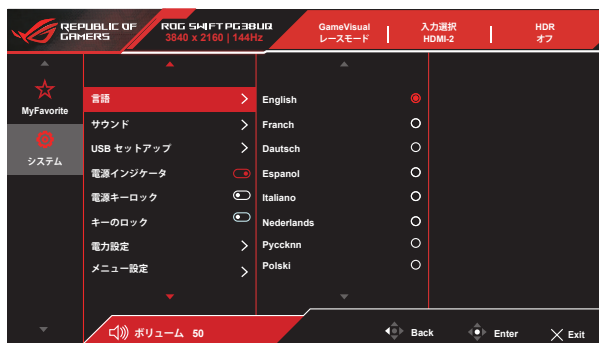 REPUBLIC OF
GAMERS
ROG SWIFT PG38UQ
3840 x 2160 | 144Hz
GameVisual
レースモード
入力選択
HDMI-2
HDR
オフ
MyFavorite
システム
言語
サウンド
USB セットアップ
電源インジケータ
電源キーロック
キーのロック
電力設定
メニュー設定
English
Franch
Dautsch
Espanol
Italiano
Nederlands
Pyccknn
Polski
ボリューム 50
Back
Enter
Exit